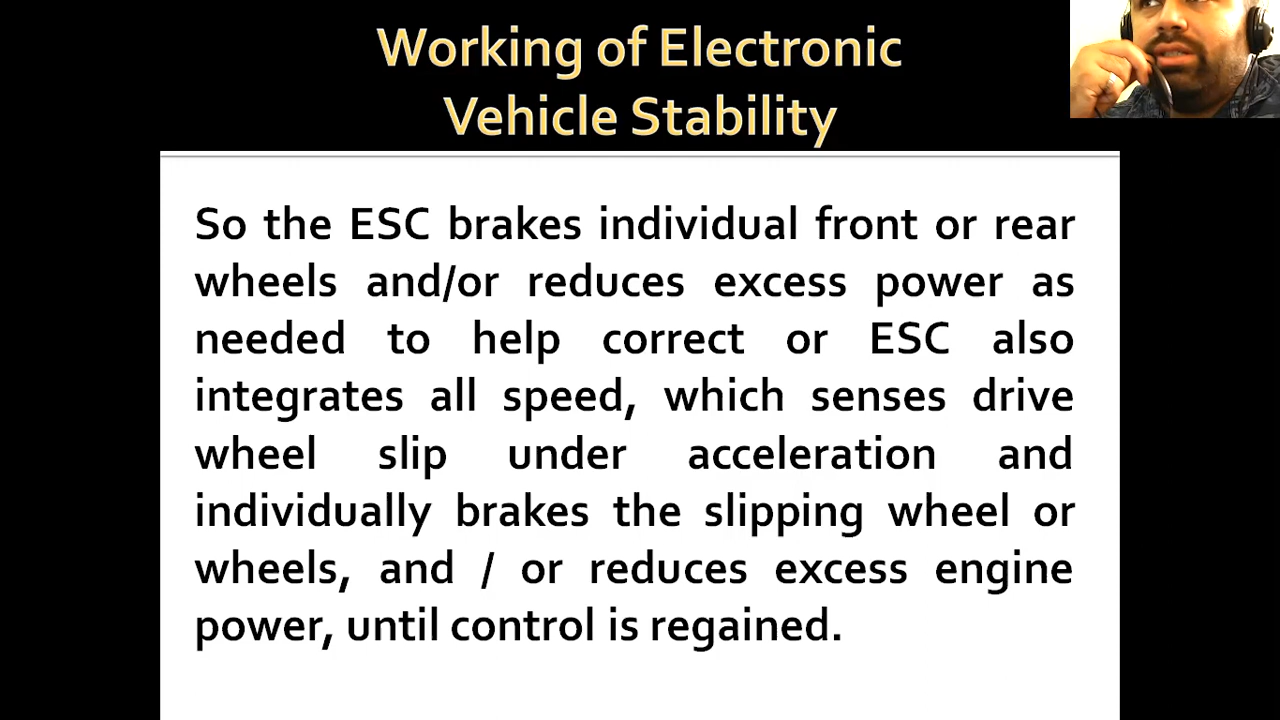 Working of Electronic
Vehicle Stability
So the ESC brakes individual front or rear
wheels and/or reduces excess power as
needed to help correct or ESC also
integrates all speed, which senses drive
wheel slip under acceleration and
individually brakes the slipping wheel or
wheels, and / or reduces excess engine
power, until control is regained.